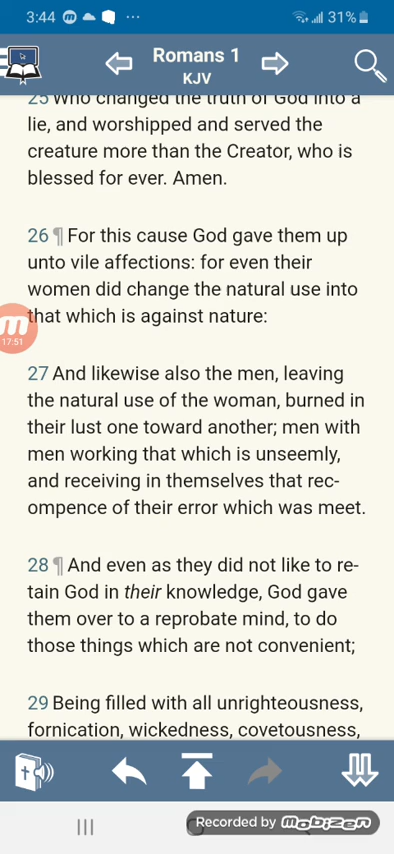 3:44 31%
Romans 1
KJV
25 Who changed the truth of God into a
lie, and worshipped and served the
creature more than the Creator, who is
blessed for ever. Amen.
26 ¶ For this cause God gave them up
unto vile affections: for even their
women did change the natural use into
that which is against nature:
17:51
27 And likewise also the men, leaving
the natural use of the woman, burned in
their lust one toward another; men with
men working that which is unseemly,
and receiving in themselves that rec-
ompence of their error which was meet.
28 ¶ And even as they did not like to re-
tain God in their knowledge, God gave
them over to a reprobate mind, to do
those things which are not convenient;
29 Being filled with all unrighteousness,
fornication, wickedness, covetousness,
Recorded by mobizen